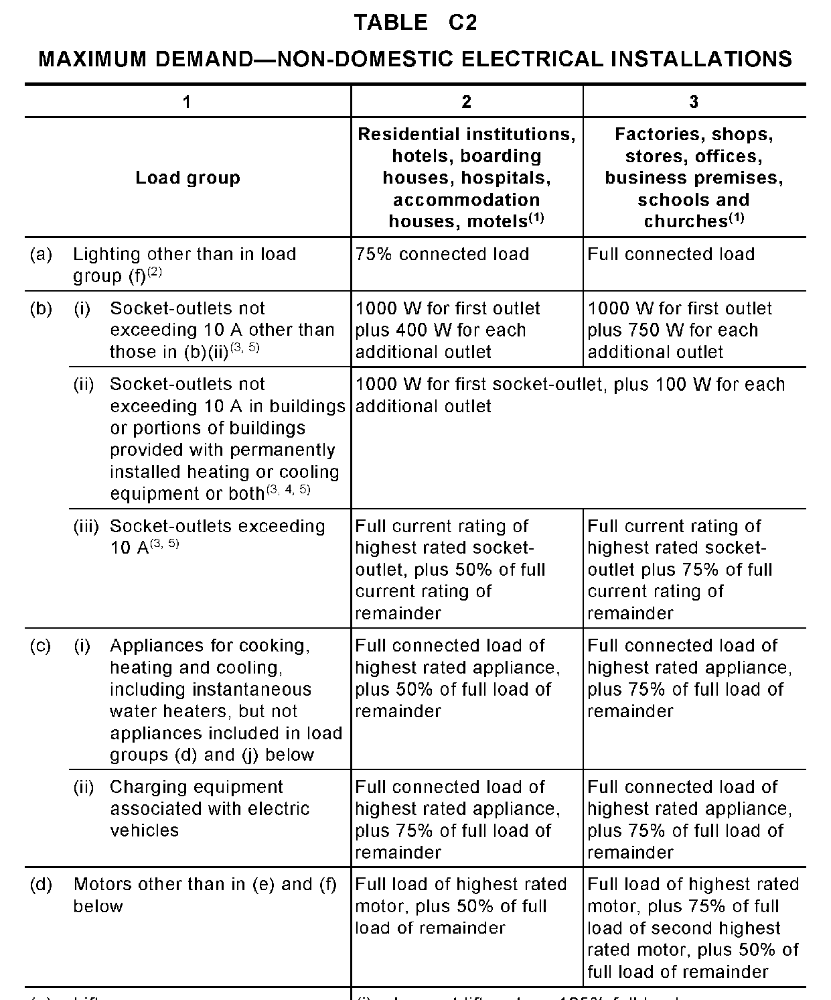 TABLE C2
MAXIMUM DEMAND—NON-DOMESTIC ELECTRICAL INSTALLATIONS
1
2
3
Load group
Residential institutions,
hotels, boarding
houses, hospitals,
accommodation
houses, motels(1)
Factories, shops,
stores, offices,
business premises,
schools and
churches(1)
(a) Lighting other than in load
group (f)(2)
75% connected load
Full connected load
(b) (i) Socket-outlets not
exceeding 10 A other than
those in (b)(ii)(3, 5)
1000 W for first outlet
plus 400 W for each
additional outlet
1000 W for first outlet
plus 750 W for each
additional outlet
(ii) Socket-outlets not
exceeding 10 A in buildings
or portions of buildings
provided with permanently
installed heating or cooling
equipment or both(3, 4, 5)
1000 W for first socket-outlet, plus 100 W for each
additional outlet
(iii) Socket-outlets exceeding
10 A(3, 5)
Full current rating of
highest rated socket-
outlet, plus 50% of full
current rating of
remainder
Full current rating of
highest rated socket-
outlet plus 75% of full
current rating of
remainder
(c) (i) Appliances for cooking,
heating and cooling,
including instantaneous
water heaters, but not
appliances included in load
groups (d) and (j) below
Full connected load of
highest rated appliance,
plus 50% of full load of
remainder
Full connected load of
highest rated appliance,
plus 75% of full load of
remainder
(ii) Charging equipment
associated with electric
vehicles
Full connected load of
highest rated appliance,
plus 75% of full load of
remainder
Full connected load of
highest rated appliance,
plus 75% of full load of
remainder
(d) Motors other than in (e) and (f)
below
Full load of highest rated
motor, plus 50% of full
load of remainder
Full load of highest rated
motor, plus 75% of full
load of second highest
rated motor, plus 50% of
full load of remainder